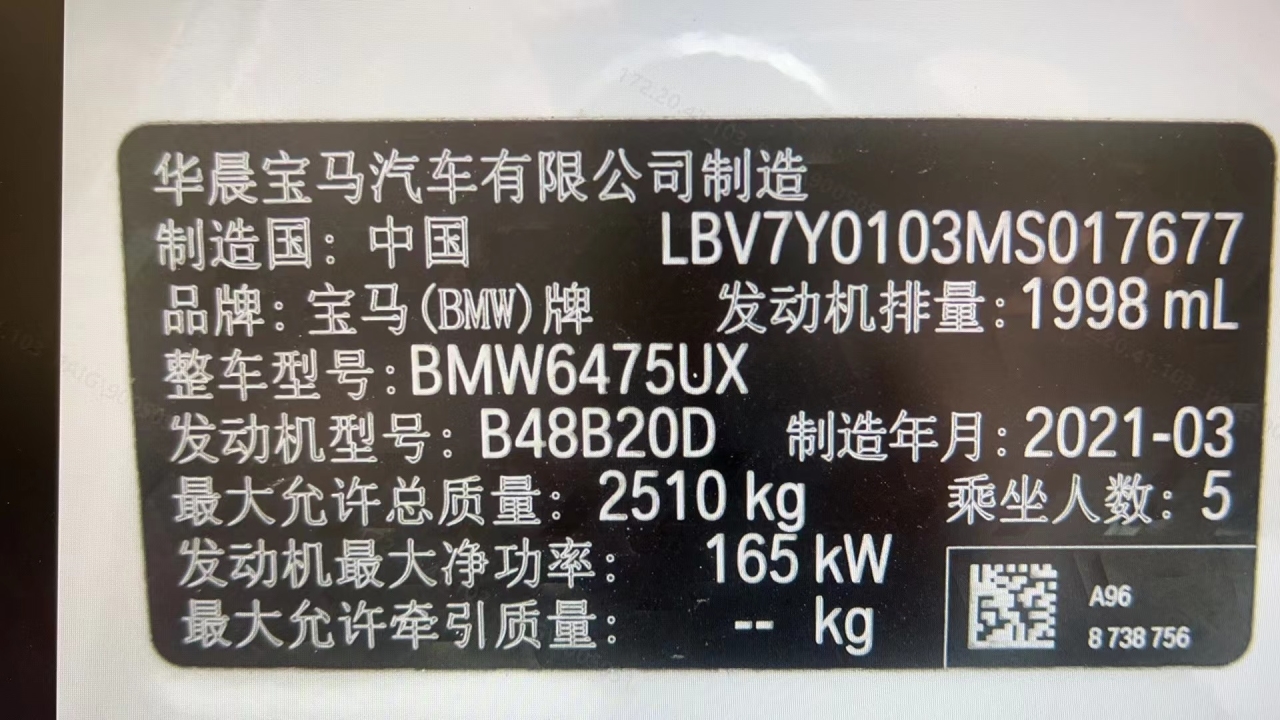 华晨宝马汽车有限公司制造
制造国：中国 LBV7Y0103MS017677
品牌：宝马(BMW)牌 发动机排量：1998 mL
整车型号：BMW6475UX
发动机型号：B48B20D 制造年月：2021-03
最大允许总质量：2510 kg 乘坐人数：5
发动机最大净功率：165 kW
最大允许牵引质量：-- kg
A96
8 738 756